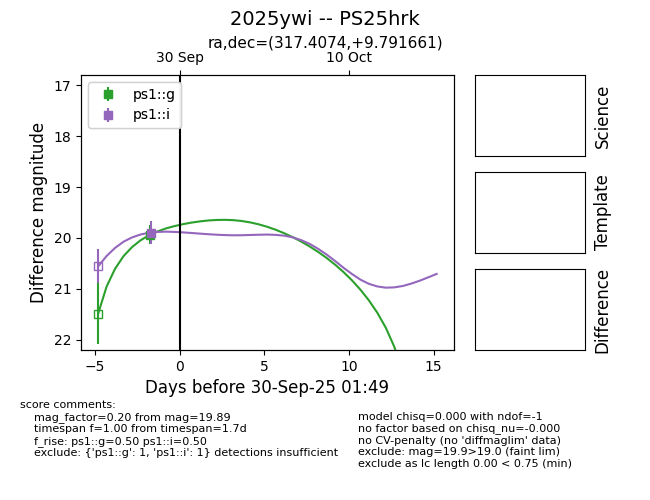 2025ywi -- PS25hrk
ra,dec=(317.4074,+9.791661)
30 Sep
10 Oct
17
18
19
20
21
22
Difference magnitude
ps1::g
ps1::i
−5
0
5
10
15
Days before 30-Sep-25 01:49
Science
Template
Difference
score comments:
mag_factor=0.20 from mag=19.89
timespan f=1.00 from timespan=1.7d
f_rise: ps1::g=0.50 ps1::i=0.50
exclude: {'ps1::g': 1, 'ps1::i': 1} detections insufficient
model chisq=0.000 with ndof=-1
no factor based on chisq_nu=-0.000
no CV-penalty (no 'diffmaglim' data)
exclude: mag=19.9>19.0 (faint lim)
exclude as lc length 0.00 < 0.75 (min)